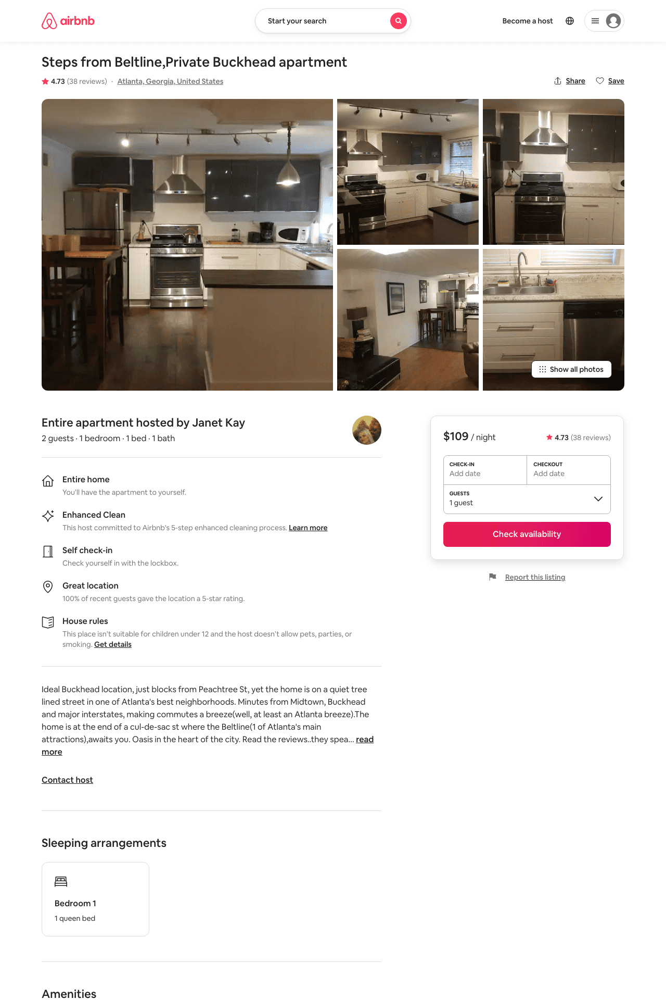 airbnb
Start your search
Become a host
Steps from Beltline,Private Buckhead apartment
4.73 (38 reviews) · Atlanta, Georgia, United States
Share
Save
Show all photos
Entire apartment hosted by Janet Kay
2 guests · 1 bedroom · 1 bed · 1 bath
Entire home
You’ll have the apartment to yourself.
Enhanced Clean
This host committed to Airbnb's 5-step enhanced cleaning process. Learn more
Self check-in
Check yourself in with the lockbox.
Great location
100% of recent guests gave the location a 5-star rating.
House rules
This place isn’t suitable for children under 12 and the host doesn’t allow pets, parties, or
smoking. Get details
$109 / night
4.73 (38 reviews)
CHECK-IN
Add date
CHECKOUT
Add date
GUESTS
1 guest
Check availability
Report this listing
Ideal Buckhead location, just blocks from Peachtree St, yet the home is on a quiet tree
lined street in one of Atlanta's best neighborhoods. Minutes from Midtown, Buckhead
and major interstates, making commutes a breeze(well, at least an Atlanta breeze).The
home is at the end of a cul-de-sac st where the Beltline(1 of Atlanta's main
attractions),awaits you. Oasis in the heart of the city. Read the reviews..they spea... read
more
Contact host
Sleeping arrangements
Bedroom 1
1 queen bed
Amenities